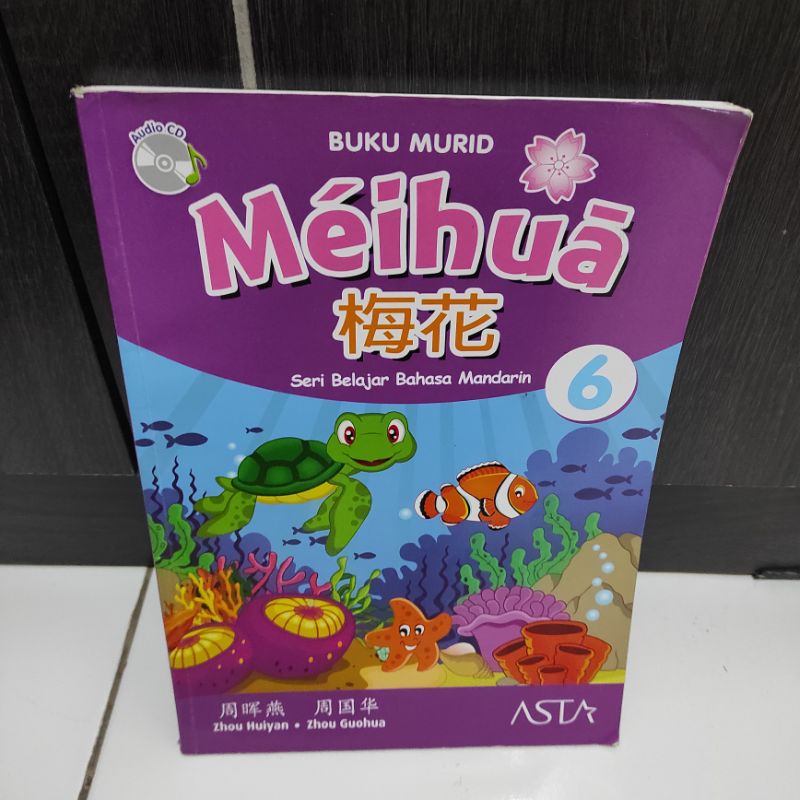 Audio CD
BUKU MURID
Méihuā
梅花
Seri Belajar Bahasa Mandarin
6
周晖燕 周国华
Zhou Huiyan • Zhou Guohua
ASTA